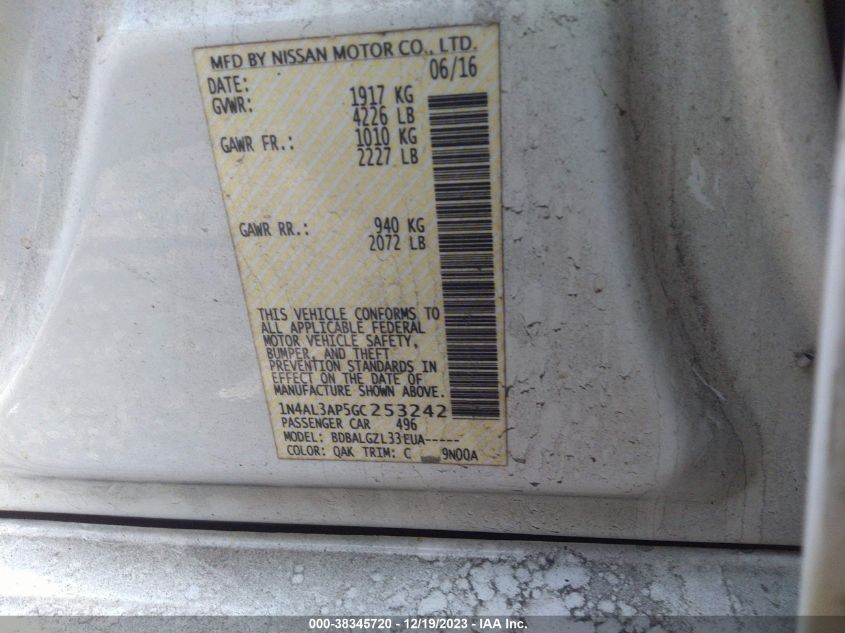 MFD BY NISSAN MOTOR CO., LTD.
DATE: 06/16
GVWR: 1917 KG
4226 LB
GAWR FR.: 1010 KG
2227 LB
GAWR RR.: 940 KG
2072 LB
THIS VEHICLE CONFORMS TO
ALL APPLICABLE FEDERAL
MOTOR VEHICLE SAFETY,
BUMPER, AND THEFT
PREVENTION STANDARDS IN
EFFECT ON THE DATE OF
MANUFACTURE SHOWN ABOVE.
1N4AL3AP5GC253242
PASSENGER CAR 496
MODEL: BDBALGZL33EUA-----
COLOR: QAK TRIM: C 9N00A
000-38345720 - 12/19/2023 - IAA Inc.